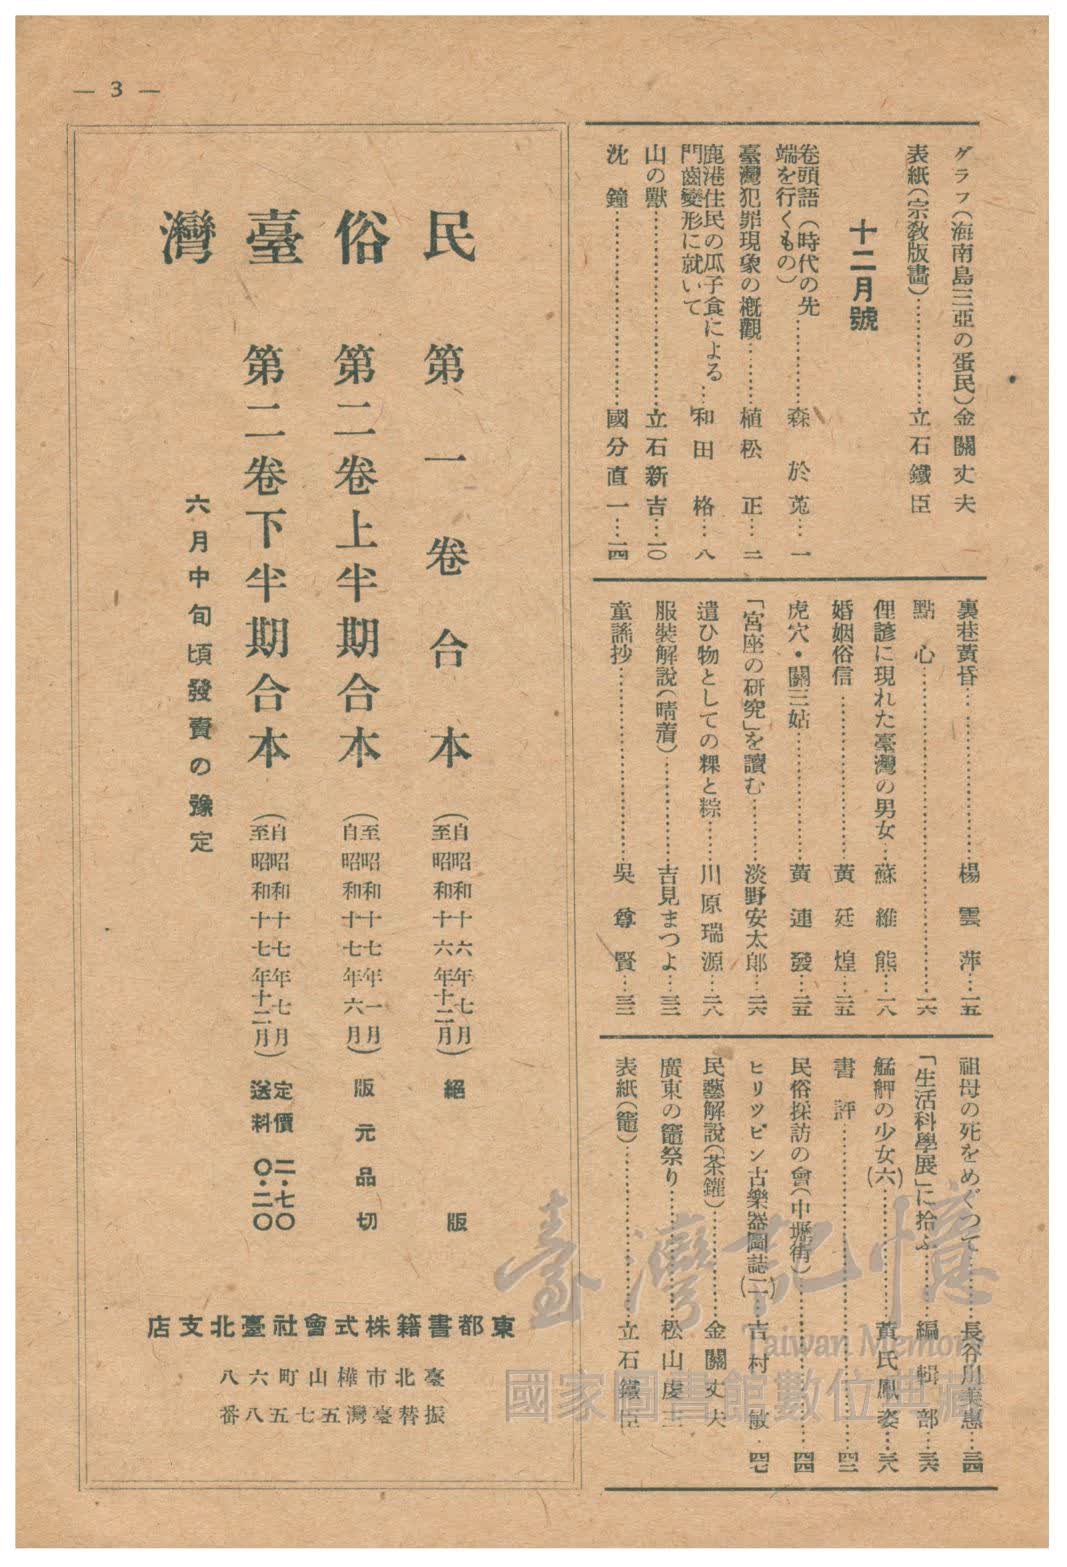 — 3 —
グラフ(海南島三亞の蛋民)金關丈夫
表紙(宗教版畫)……立石鐵臣
十二月號
卷頭語(時代の先端を行くもの)……森於菟…一
臺灣犯罪現象の槪觀……植松正…二
鹿港住民の瓜子食による門齒變形に就いて…和田格…八
山の獸……立石新吉…一〇
沈鐘……國分直一…一四
裏巷黃昏……楊雲萍…一五
點心……一六
俚諺に現れた臺灣の男女…蘇維熊…一八
婚姻俗信……黃廷煌…二五
虎穴・關三姑……黃連發…二五
「宮座の硏究」を讀む……淡野安太郎…二六
遣ひ物としての粿と粽……川原瑞源…二八
服裝解說(晴着)……吉見まつよ…三三
童謠抄……吳尊賢…三三
祖母の死をめぐつて……長谷川美惠…三四
「生活科學展」に拾ふ……編輯部…三六
艋舺の少女(六)……黃氏鳳姿…三八
書評……四二
民俗採訪の會(中壢街)……四四
ヒリツピン古樂器圖誌(二)…吉村敏…四七
民藝解說(茶鑵)……金關丈夫
廣東の竈祭り……松山虔三
表紙(竈)……立石鐵臣
民俗臺灣
第一卷合本(自昭和十六年七月至昭和十六年十二月)絕版
第二卷上半期合本(至昭和十七年一月自昭和十七年六月)版元品切
第二卷下半期合本(自昭和十七年七月至昭和十七年十二月)定價 二・七〇 送料 〇・二〇
六月中旬頃發賣の豫定
東都書籍株式會社臺北支店
臺北市樺山町六八
振替臺灣五七五八番
臺灣記憶
Taiwan Memory
國家圖書館數位典藏